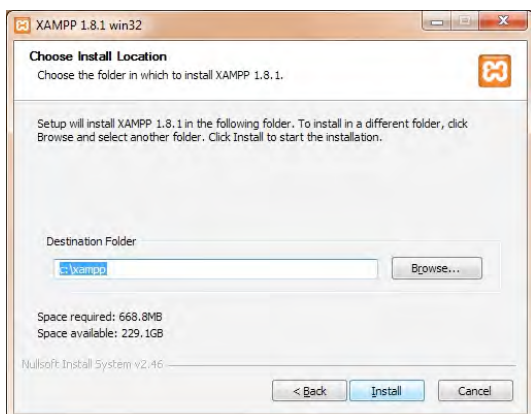 XAMPP 1.8.1 win32
Choose Install Location
Choose the folder in which to install XAMPP 1.8.1.
Setup will install XAMPP 1.8.1 in the following folder. To install in a different folder, click
Browse and select another folder. Click Install to start the installation.
Destination Folder
c:\xampp
Browse...
Space required: 668.8MB
Space available: 229.1GB
Nullsoft Install System v2.46
< Back Install Cancel